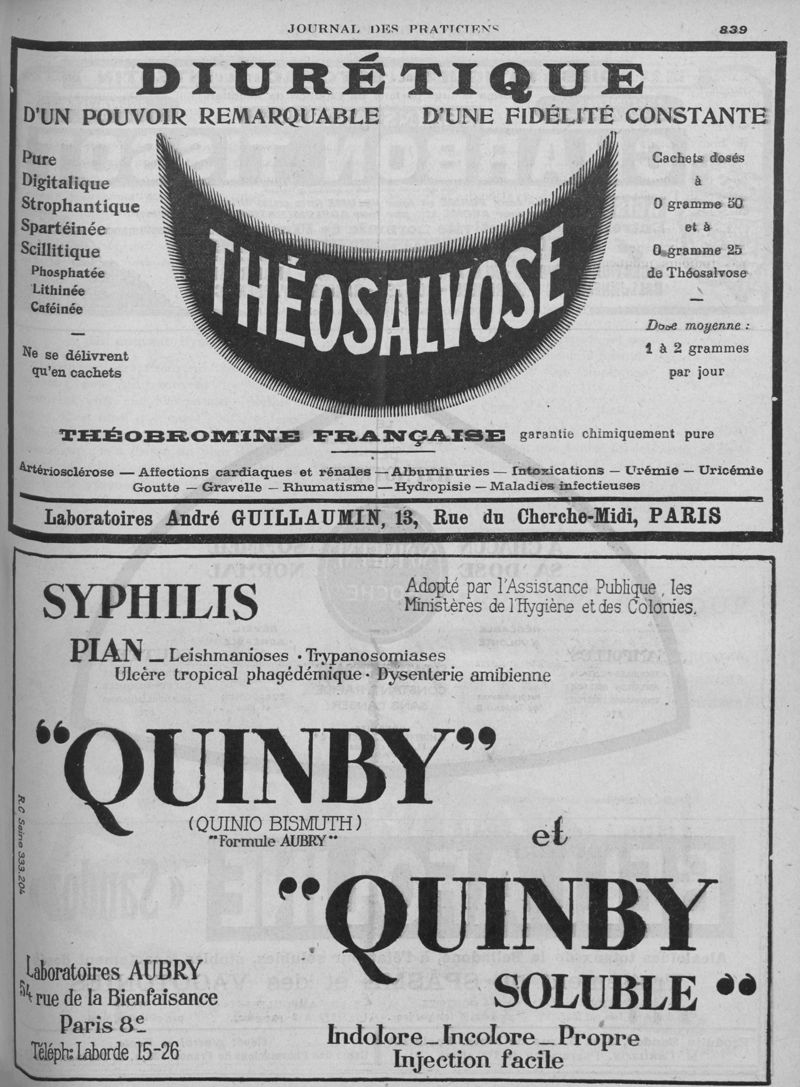 JOURNAL DES PRATICIENS
839
DIURÉTIQUE
D'UN POUVOIR REMARQUABLE D'UNE FIDÉLITÉ CONSTANTE
Pure
Digitalique
Strophantique
Spartéinée
Scillitique
Phosphatée
Lithinée
Caféinée
—
Ne se délivrent
qu'en cachets
THÉOSALVOSE
Cachets dosés
à
0 gramme 50
et à
0 gramme 25
de Théosalvose
—
Dose moyenne :
1 à 2 grammes
par jour
THÉOBROMINE FRANÇAISE garantie chimiquement pure
Artériosclérose — Affections cardiaques et rénales — Albuminuries — Intoxications — Urémie — Uricémie
Goutte — Gravelle — Rhumatisme — Hydropisie — Maladies infectieuses
Laboratoires André GUILLAUMIN, 13, Rue du Cherche-Midi, PARIS
SYPHILIS
Adopté par l'Assistance Publique, les
Ministères de l'Hygiène et des Colonies.
PIAN _ Leishmanioses · Trypanosomiases
Ulcère tropical phagédémique · Dysenterie amibienne
“QUINBY”
(QUINIO BISMUTH)
"Formule AUBRY"
et
“QUINBY
SOLUBLE ”
R.C Seine 333.204
Laboratoires AUBRY
54 rue de la Bienfaisance
Paris 8e
Téléph: Laborde 15-26
Indolore _ Incolore _ Propre
Injection facile